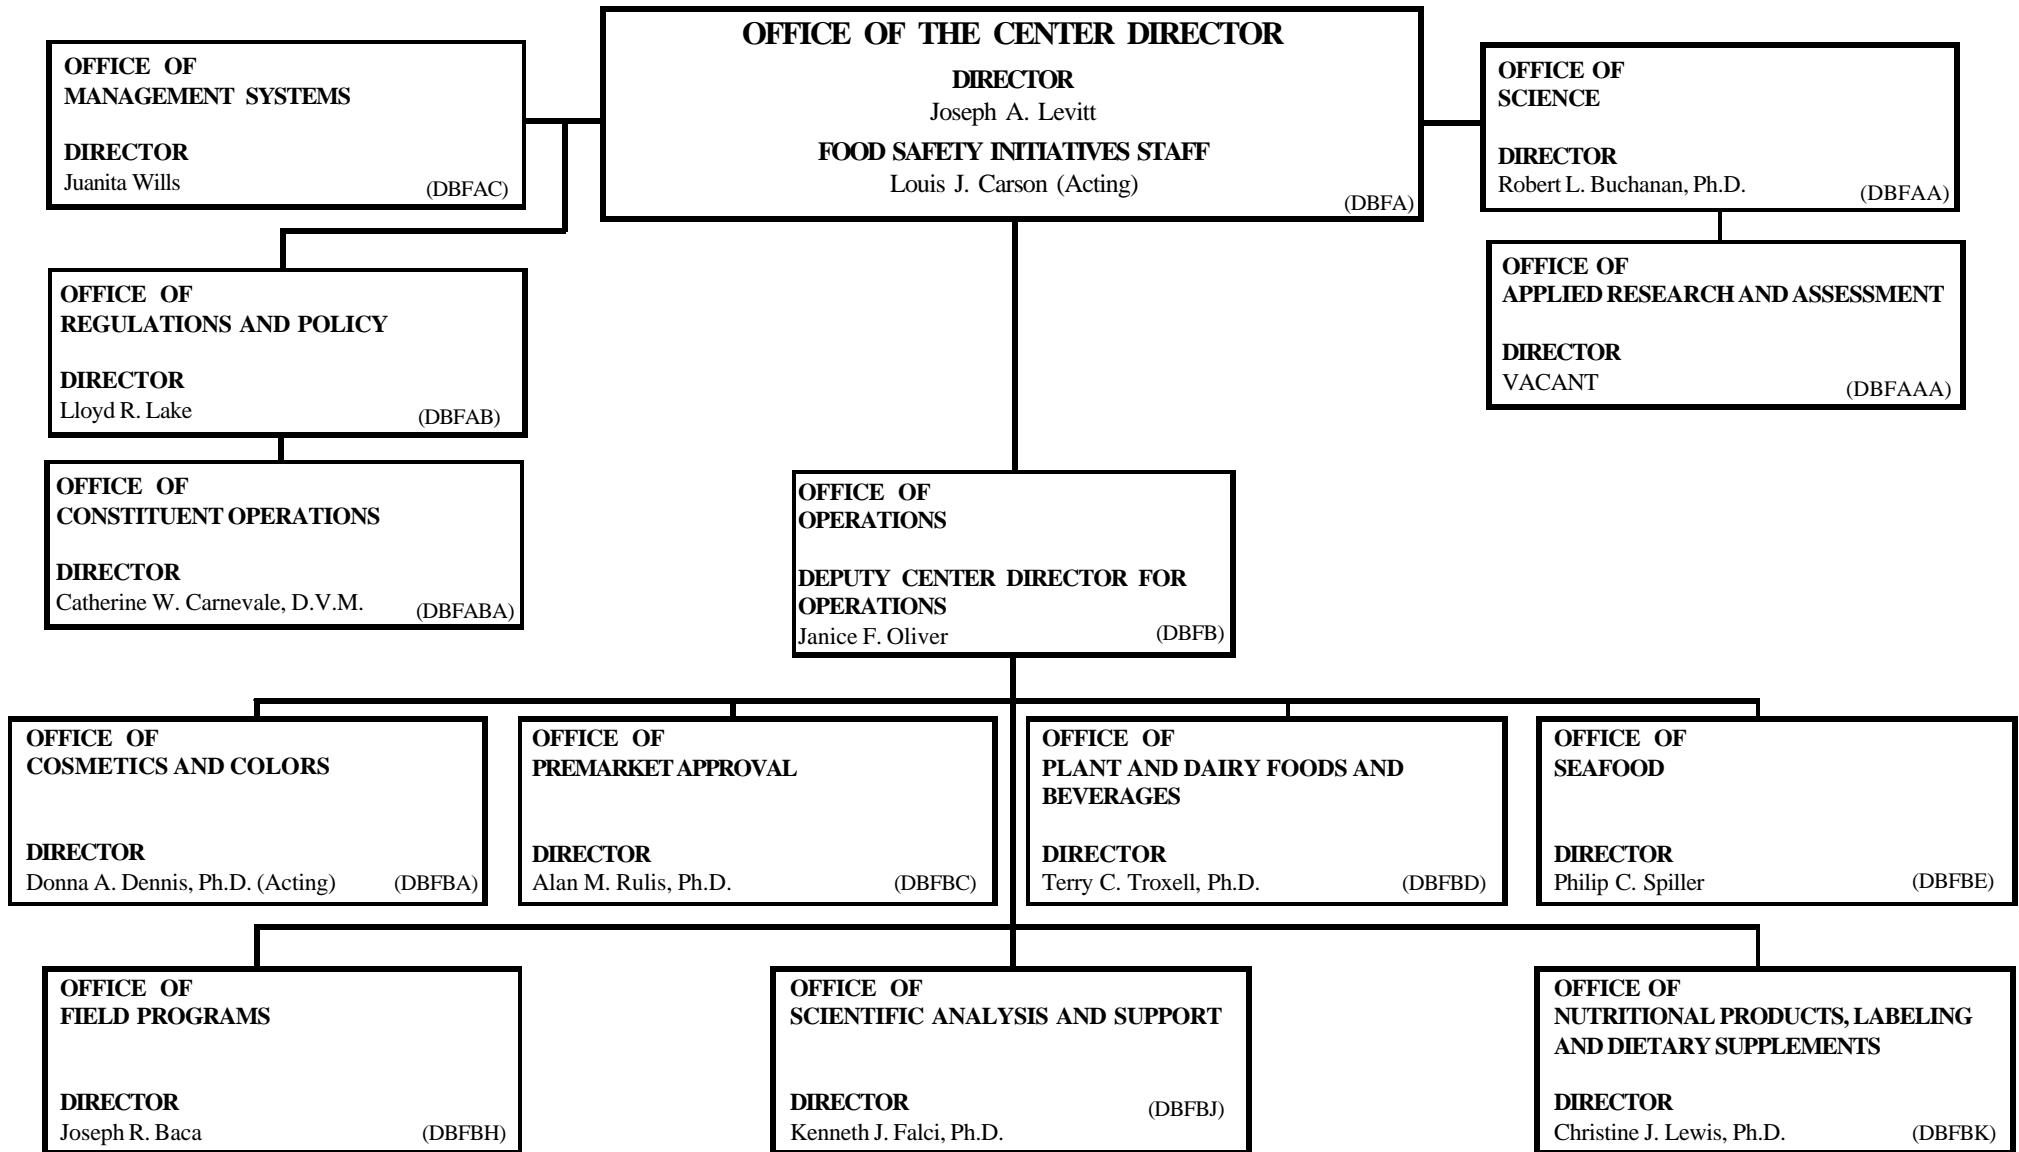 OFFICE OF THE CENTER DIRECTOR
DIRECTOR
Joseph A. Levitt
FOOD SAFETY INITIATIVES STAFF
Louis J. Carson (Acting)
(DBFA)
OFFICE OF
MANAGEMENT SYSTEMS
DIRECTOR
Juanita Wills
(DBFAC)
OFFICE OF
SCIENCE
DIRECTOR
Robert L. Buchanan, Ph.D.
(DBFAA)
OFFICE OF
REGULATIONS AND POLICY
DIRECTOR
Lloyd R. Lake
(DBFAB)
OFFICE OF
APPLIED RESEARCH AND ASSESSMENT
DIRECTOR
VACANT
(DBFAAA)
OFFICE OF
CONSTITUENT OPERATIONS
DIRECTOR
Catherine W. Carnevale, D.V.M.
(DBFABA)
OFFICE OF
OPERATIONS
DEPUTY CENTER DIRECTOR FOR
OPERATIONS
Janice F. Oliver
(DBFB)
OFFICE OF
COSMETICS AND COLORS
DIRECTOR
Donna A. Dennis, Ph.D. (Acting)
(DBFBA)
OFFICE OF
PREMARKET APPROVAL
DIRECTOR
Alan M. Rulis, Ph.D.
(DBFBC)
OFFICE OF
PLANT AND DAIRY FOODS AND
BEVERAGES
DIRECTOR
Terry C. Troxell, Ph.D.
(DBFBD)
OFFICE OF
SEAFOOD
DIRECTOR
Philip C. Spiller
(DBFBE)
OFFICE OF
FIELD PROGRAMS
DIRECTOR
Joseph R. Baca
(DBFBH)
OFFICE OF
SCIENTIFIC ANALYSIS AND SUPPORT
DIRECTOR
(DBFBJ)
Kenneth J. Falci, Ph.D.
OFFICE OF
NUTRITIONAL PRODUCTS, LABELING
AND DIETARY SUPPLEMENTS
DIRECTOR
Christine J. Lewis, Ph.D.
(DBFBK)